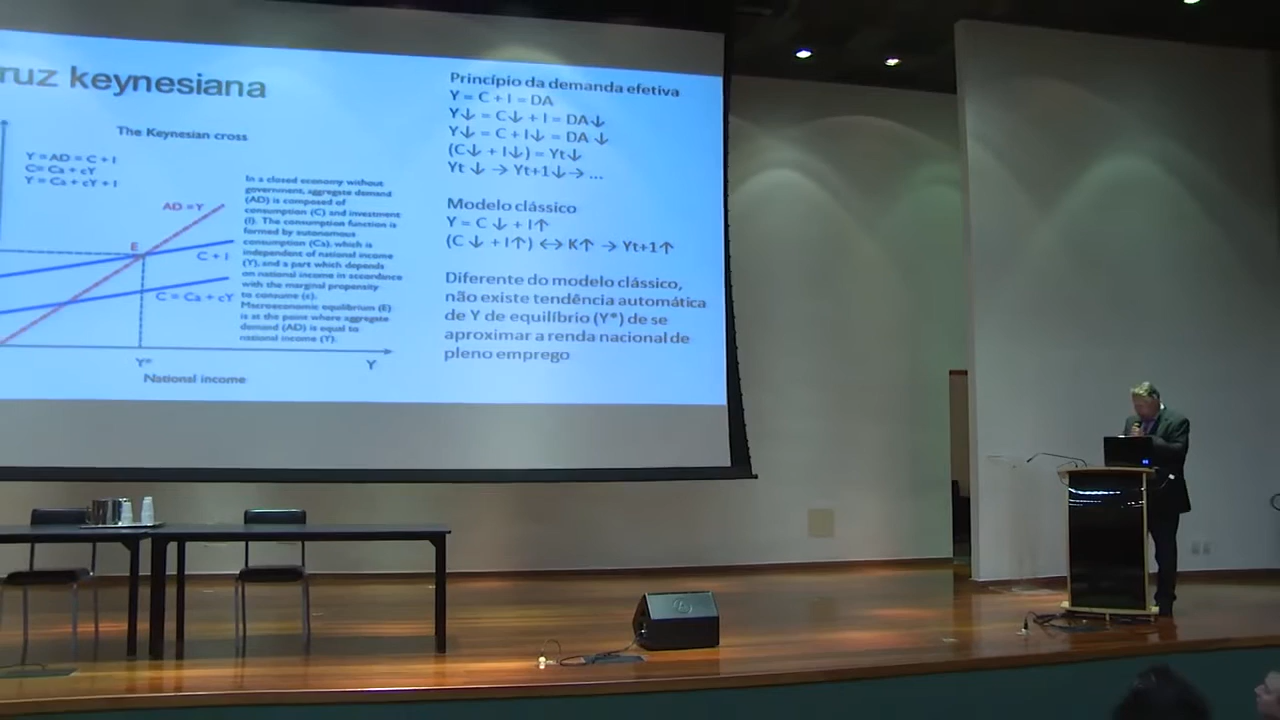 ruz keynesiana
The Keynesian cross
Y = AD = C + I
C = Ca + cY
Y = Ca + cY + I
AD = Y
E
C + I
C = Ca + cY
Y*
Y
National income
In a closed economy without
government, aggregate demand
(AD) is composed of
consumption (C) and investment
(I). The consumption function is
formed by autonomous
consumption (Ca), which is
independent of national income
(Y), and a part which depends
on national income in accordance
with the marginal propensity
to consume (c).
Macroeconomic equilibrium (E)
is at the point where aggregate
demand (AD) is equal to
national income (Y).
Princípio da demanda efetiva
Y = C + I = DA
Y↓ = C↓ + I = DA↓
Y↓ = C + I↓ = DA ↓
(C↓ + I↓) = Yt↓
Yt ↓ → Yt+1↓→ ...
Modelo clássico
Y = C ↓ + I↑
(C ↓ + I↑) ↔ K↑ → Yt+1↑
Diferente do modelo clássico,
não existe tendência automática
de Y de equilíbrio (Y*) de se
aproximar a renda nacional de
pleno emprego